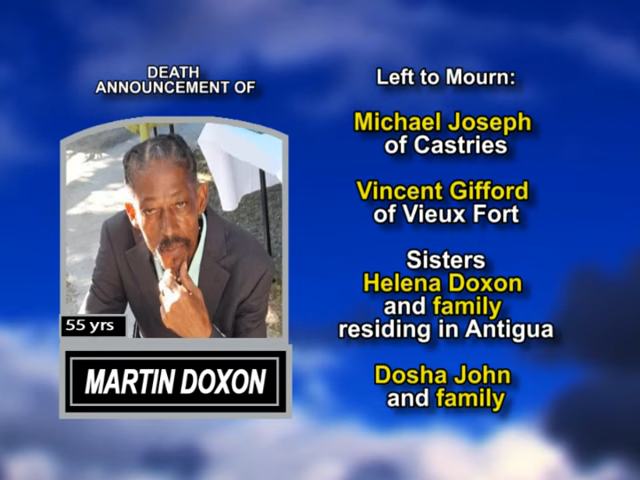 DEATH
ANNOUNCEMENT OF
55 yrs
MARTIN DOXON
Left to Mourn:
Michael Joseph
of Castries
Vincent Gifford
of Vieux Fort
Sisters
Helena Doxon
and family
residing in Antigua
Dosha John
and family